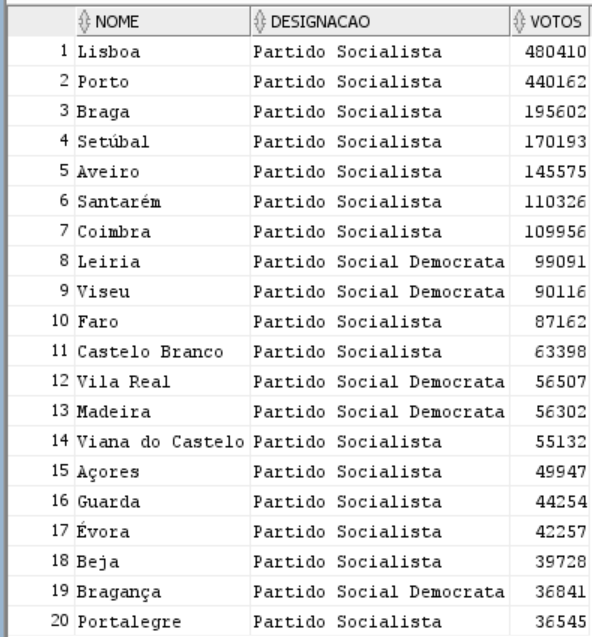 NOME DESIGNACAO VOTOS
1 Lisboa Partido Socialista 480410
2 Porto Partido Socialista 440162
3 Braga Partido Socialista 195602
4 Setúbal Partido Socialista 170193
5 Aveiro Partido Socialista 145575
6 Santarém Partido Socialista 110326
7 Coimbra Partido Socialista 109956
8 Leiria Partido Social Democrata 99091
9 Viseu Partido Social Democrata 90116
10 Faro Partido Socialista 87162
11 Castelo Branco Partido Socialista 63398
12 Vila Real Partido Social Democrata 56507
13 Madeira Partido Social Democrata 56302
14 Viana do Castelo Partido Socialista 55132
15 Açores Partido Socialista 49947
16 Guarda Partido Socialista 44254
17 Évora Partido Socialista 42257
18 Beja Partido Socialista 39728
19 Bragança Partido Social Democrata 36841
20 Portalegre Partido Socialista 36545